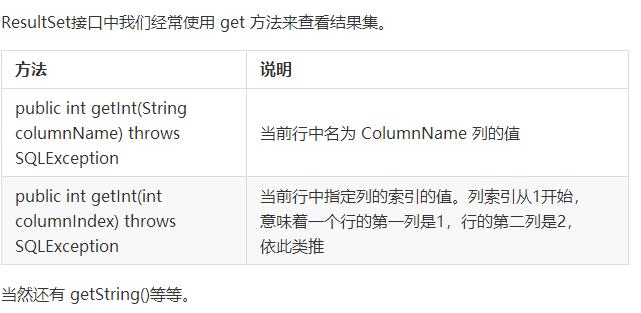 ResultSet接口中我们经常使用 get 方法来查看结果集。
方法
说明
public int getInt(String
columnName) throws
SQLException
当前行中名为 ColumnName 列的值
public int getInt(int
columnIndex) throws
SQLException
当前行中指定列的索引的值。列索引从1开始，
意味着一个行的第一列是1，行的第二列是2，
依此类推
当然还有 getString()等等。